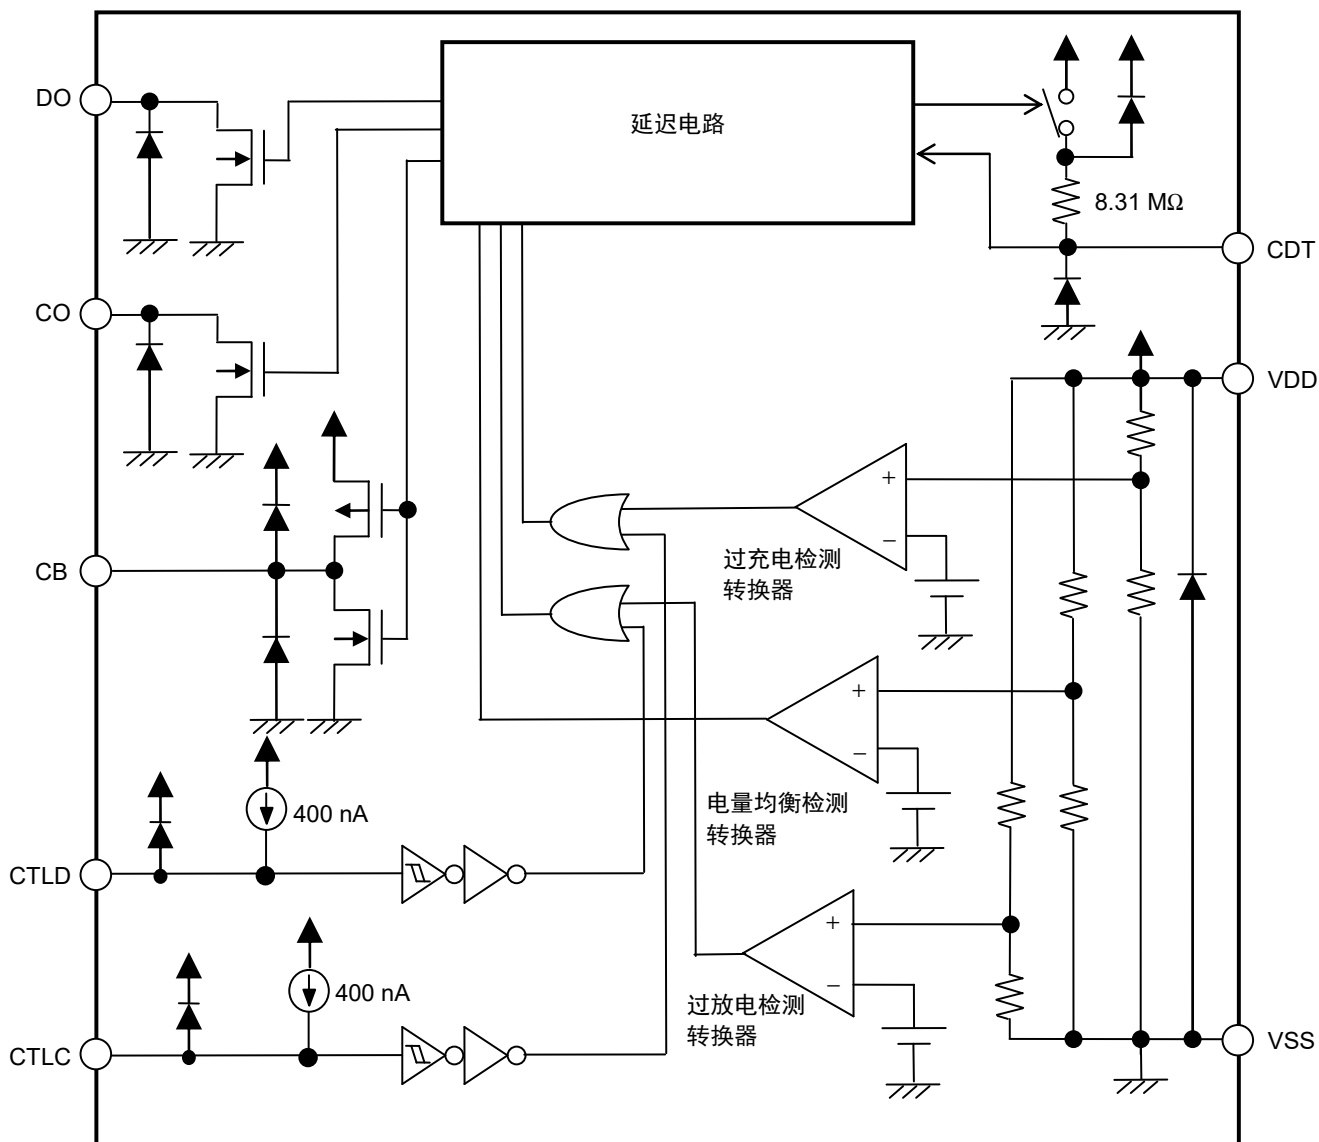 DO
延迟电路
8.31 MΩ
CDT
CO
VDD
+
−
过充电检测
转换器
CB
+
−
电量均衡检测
转换器
400 nA
CTLD
+
−
过放电检测
转换器
400 nA
CTLC
VSS